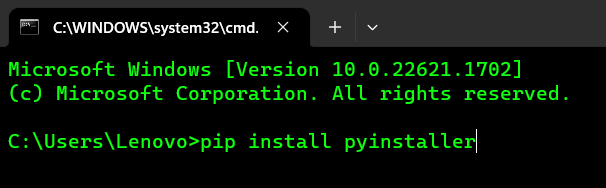 C:\WINDOWS\system32\cmd.
Microsoft Windows [Version 10.0.22621.1702]
(c) Microsoft Corporation. All rights reserved.
C:\Users\Lenovo>pip install pyinstaller